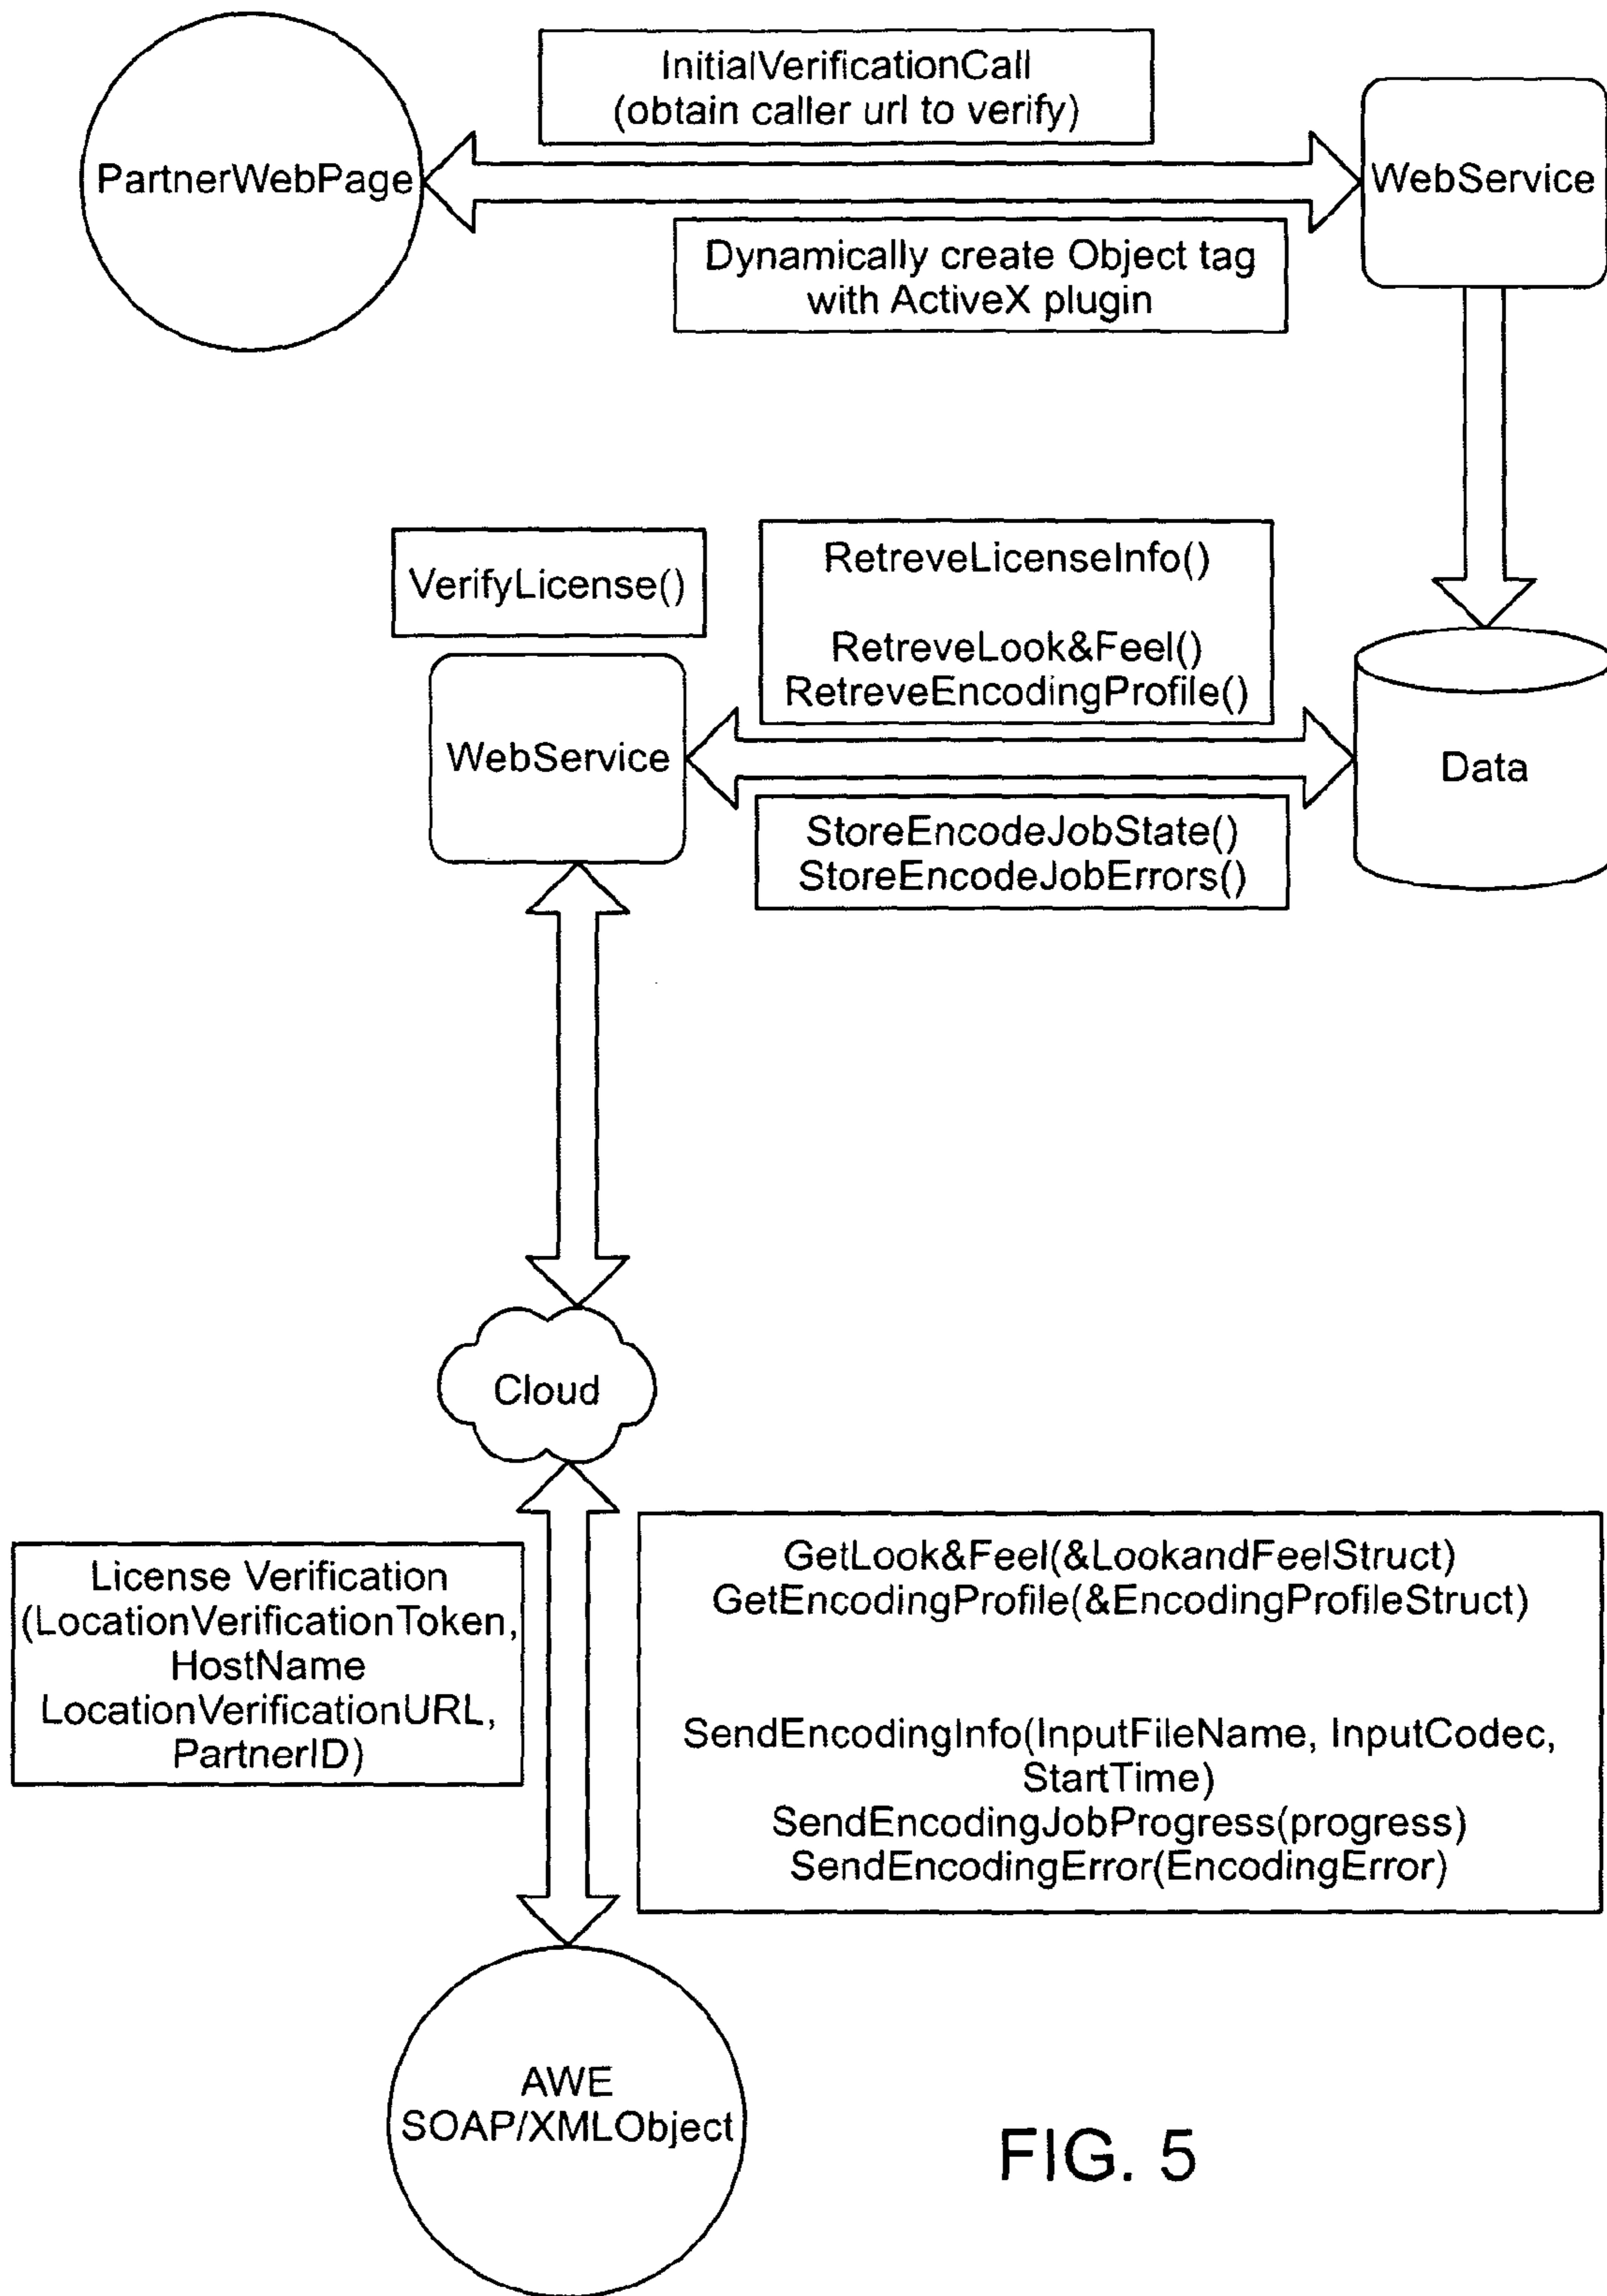 InitialVerificationCall
(obtain caller url to verify)
PartnerWebPage
WebService
Dynamically create Object tag
with ActiveX plugin
VerifyLicense()
RetreveLicenseInfo()
RetreveLook&Feel()
RetreveEncodingProfile()
WebService
Data
StoreEncodeJobState()
StoreEncodeJobErrors()
Cloud
License Verification
(LocationVerificationToken,
HostName
LocationVerificationURL,
PartnerID)
GetLook&Feel(&LookandFeelStruct)
GetEncodingProfile(&EncodingProfileStruct)
SendEncodingInfo(InputFileName, InputCodec,
StartTime)
SendEncodingJobProgress(progress)
SendEncodingError(EncodingError)
AWE
SOAP/XMLObject
FIG. 5